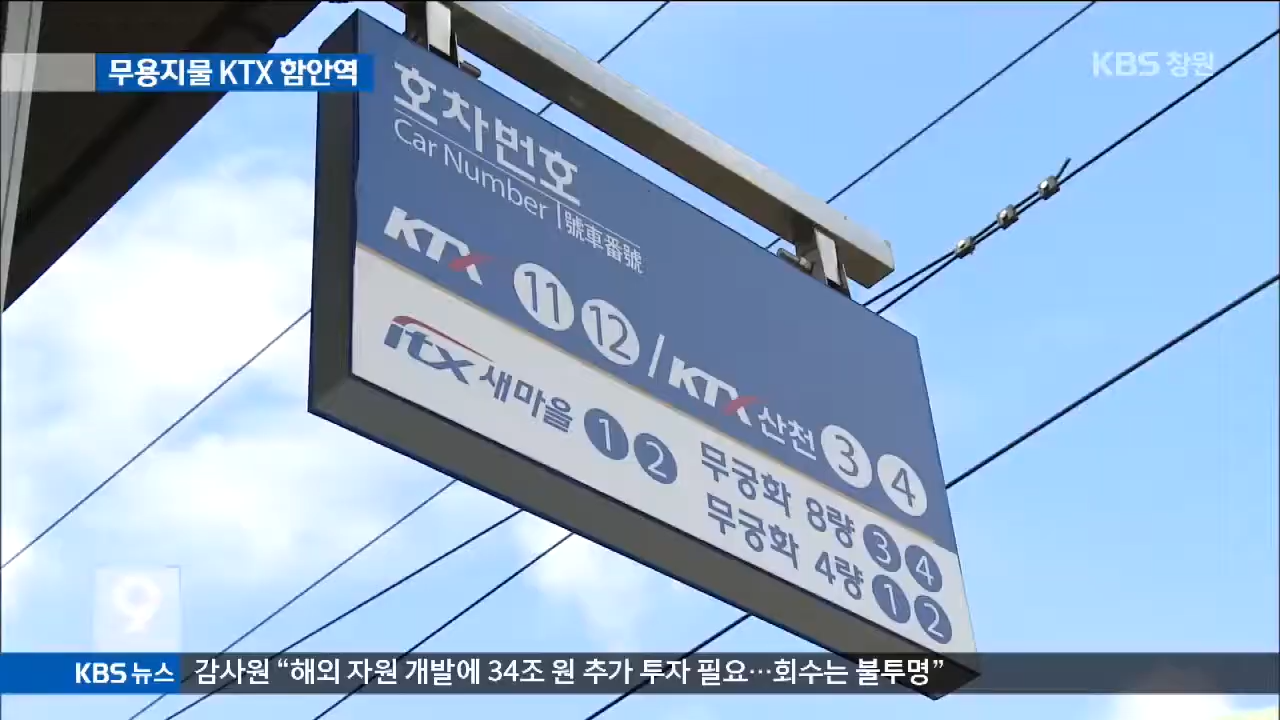 무용지물 KTX 함안역
KBS 창원
호차번호
Car Number | 號車番號
KTX 11 12 / KTX 산천 3 4
itx 새마을 1 2
무궁화 8량 3 4
무궁화 4량 1 2
9
KBS 뉴스 감사원 “해외 자원 개발에 34조 원 추가 투자 필요…회수는 불투명”